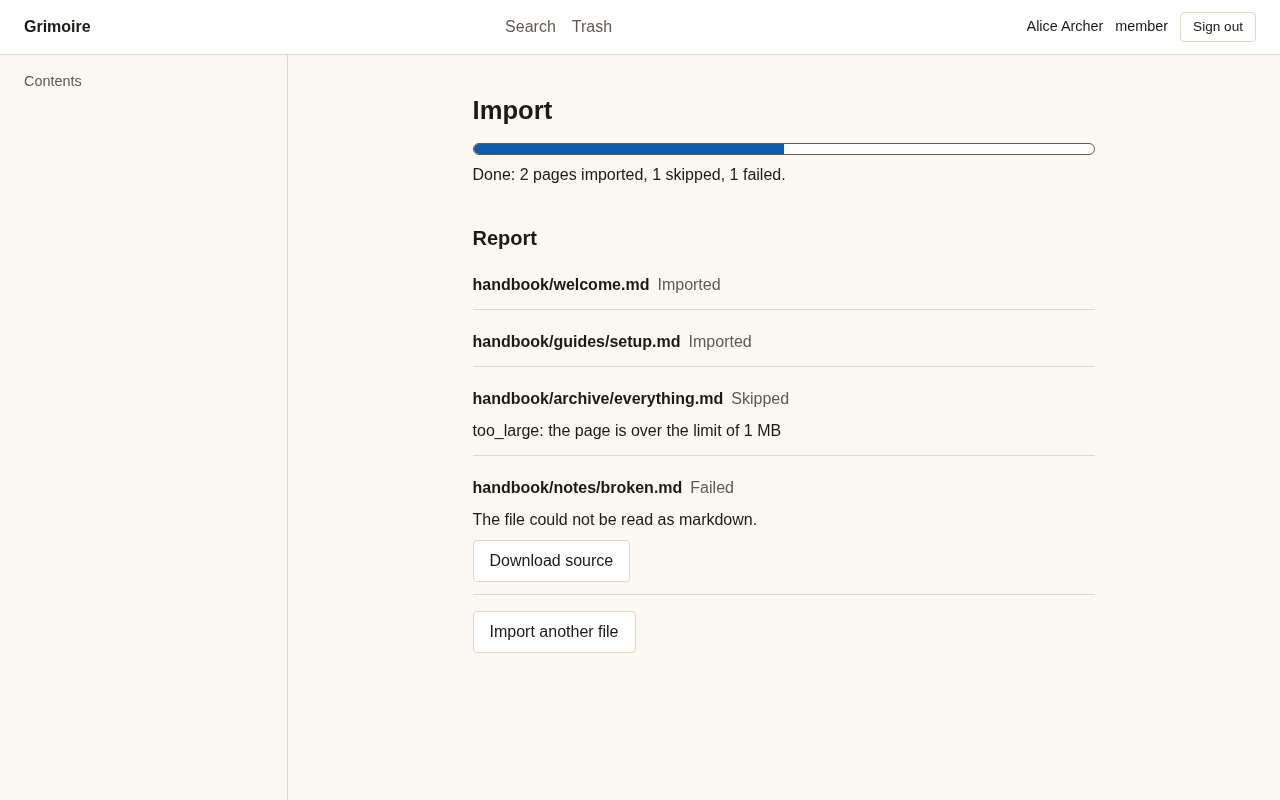 Grimoire
Search Trash
Alice Archer member Sign out
Contents
Import
Done: 2 pages imported, 1 skipped, 1 failed.
Report
handbook/welcome.md Imported
handbook/guides/setup.md Imported
handbook/archive/everything.md Skipped
too_large: the page is over the limit of 1 MB
handbook/notes/broken.md Failed
The file could not be read as markdown.
Download source
Import another file